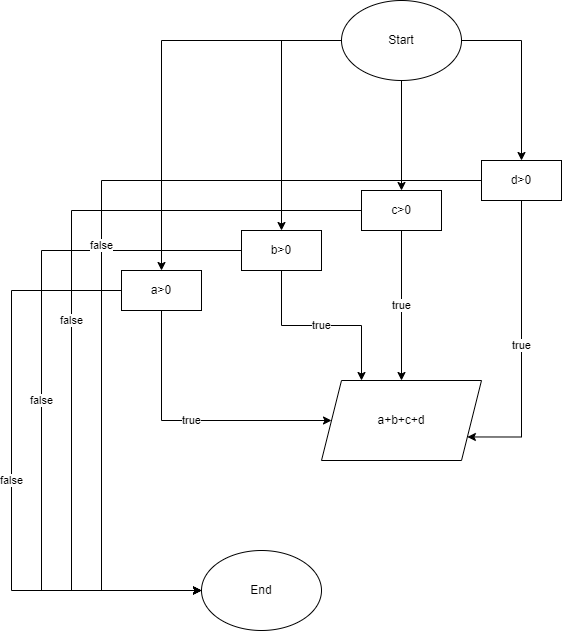 Start
d>0
c>0
false
b>0
a>0
true
false
true
true
false
true
a+b+c+d
false
End